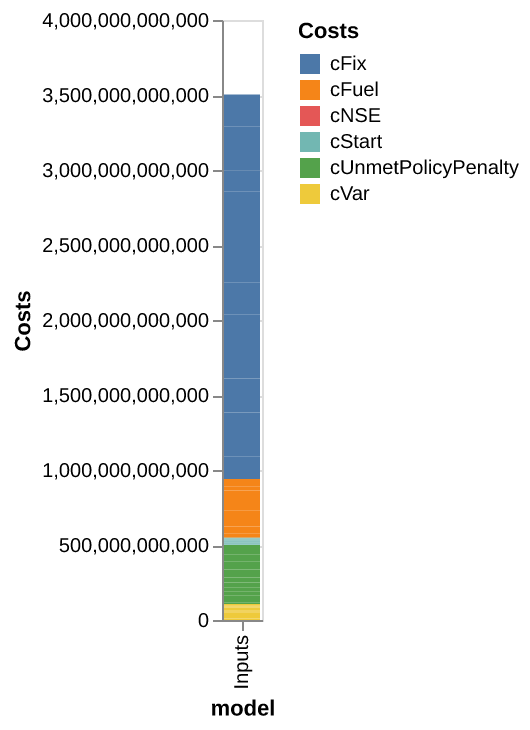 Costs
4,000,000,000,000
3,500,000,000,000
3,000,000,000,000
2,500,000,000,000
2,000,000,000,000
1,500,000,000,000
1,000,000,000,000
500,000,000,000
0
Inputs
model
Costs
cFix
cFuel
cNSE
cStart
cUnmetPolicyPenalty
cVar